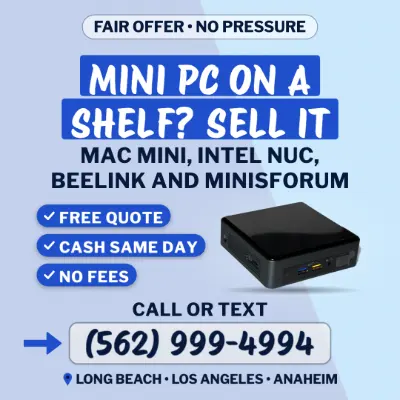 FAIR OFFER • NO PRESSURE
MINI PC ON A
SHELF? SELL IT
MAC MINI, INTEL NUC,
BEELINK AND MINISFORUM
FREE QUOTE
CASH SAME DAY
NO FEES
CALL OR TEXT
(562) 999-4994
LONG BEACH • LOS ANGELES • ANAHEIM